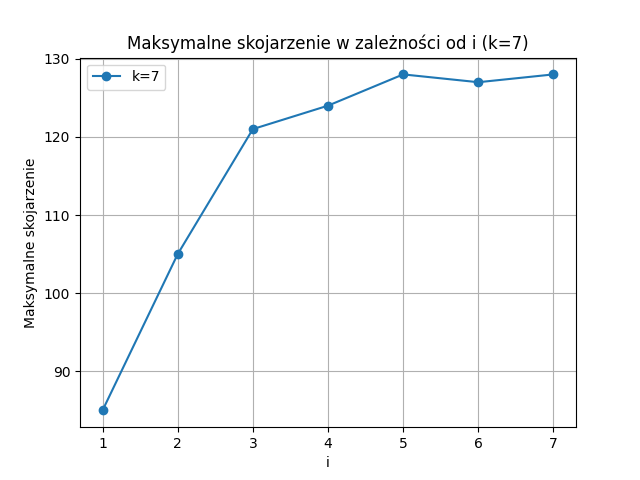 Maksymalne skojarzenie w zależności od i (k=7)
k=7
Maksymalne skojarzenie
130
120
110
100
90
1 2 3 4 5 6 7
i